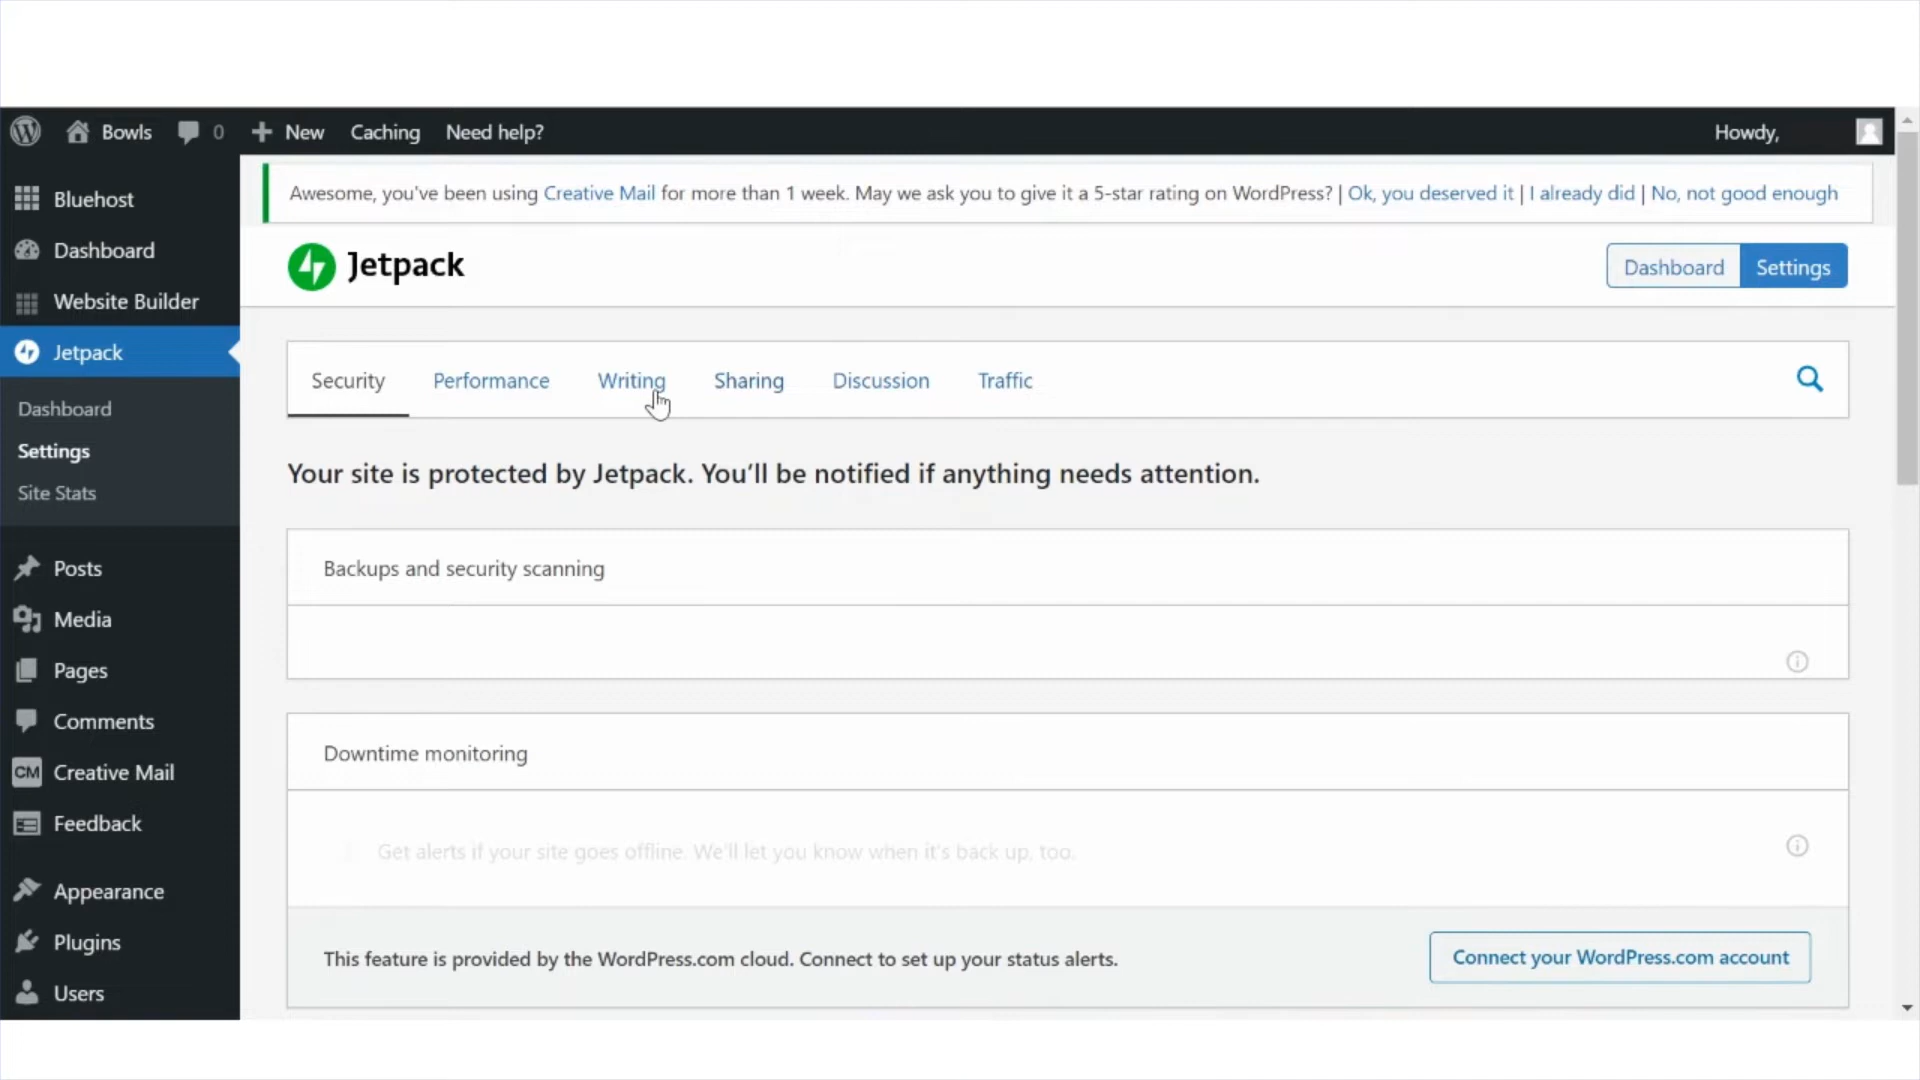 Bowls 0 New Caching Need help? Howdy,
Bluehost
Dashboard
Website Builder
Jetpack
Dashboard
Settings
Site Stats
Posts
Media
Pages
Comments
CM Creative Mail
Feedback
Appearance
Plugins
Users
Awesome, you've been using Creative Mail for more than 1 week. May we ask you to give it a 5-star rating on WordPress? | Ok, you deserved it | I already did | No, not good enough
Jetpack
Dashboard Settings
Security Performance Writing Sharing Discussion Traffic
Your site is protected by Jetpack. You’ll be notified if anything needs attention.
Backups and security scanning
Downtime monitoring
Get alerts if your site goes offline. We’ll let you know when it’s back up, too.
This feature is provided by the WordPress.com cloud. Connect to set up your status alerts.
Connect your WordPress.com account